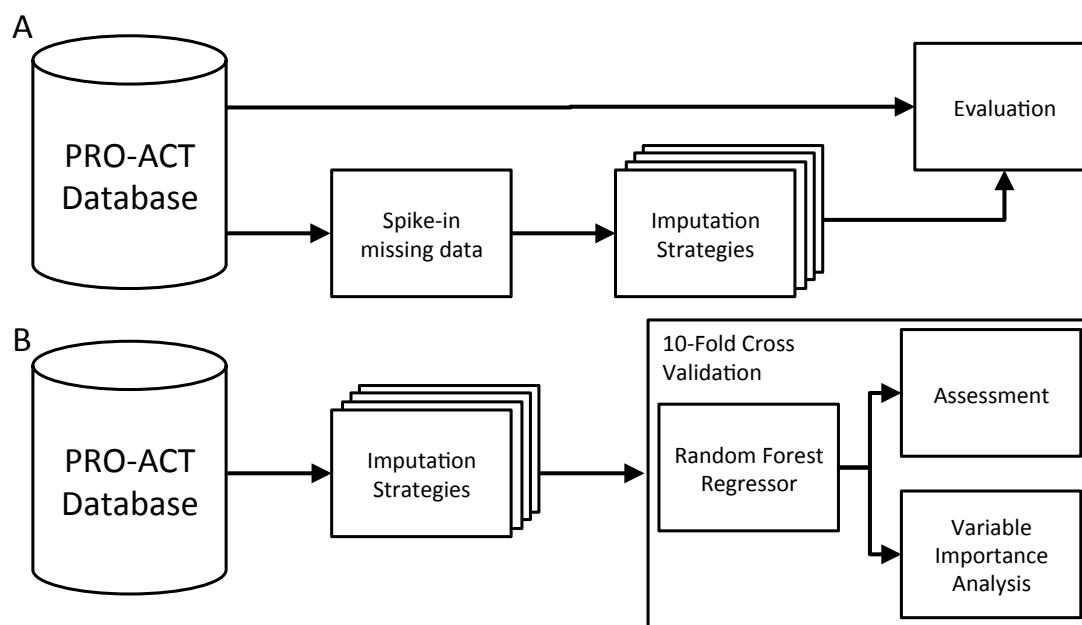 A
PRO-ACT
Database
Spike-in
missing data
Imputation
Strategies
Evaluation
B
PRO-ACT
Database
Imputation
Strategies
10-Fold Cross
Validation
Random Forest
Regressor
Assessment
Variable
Importance
Analysis